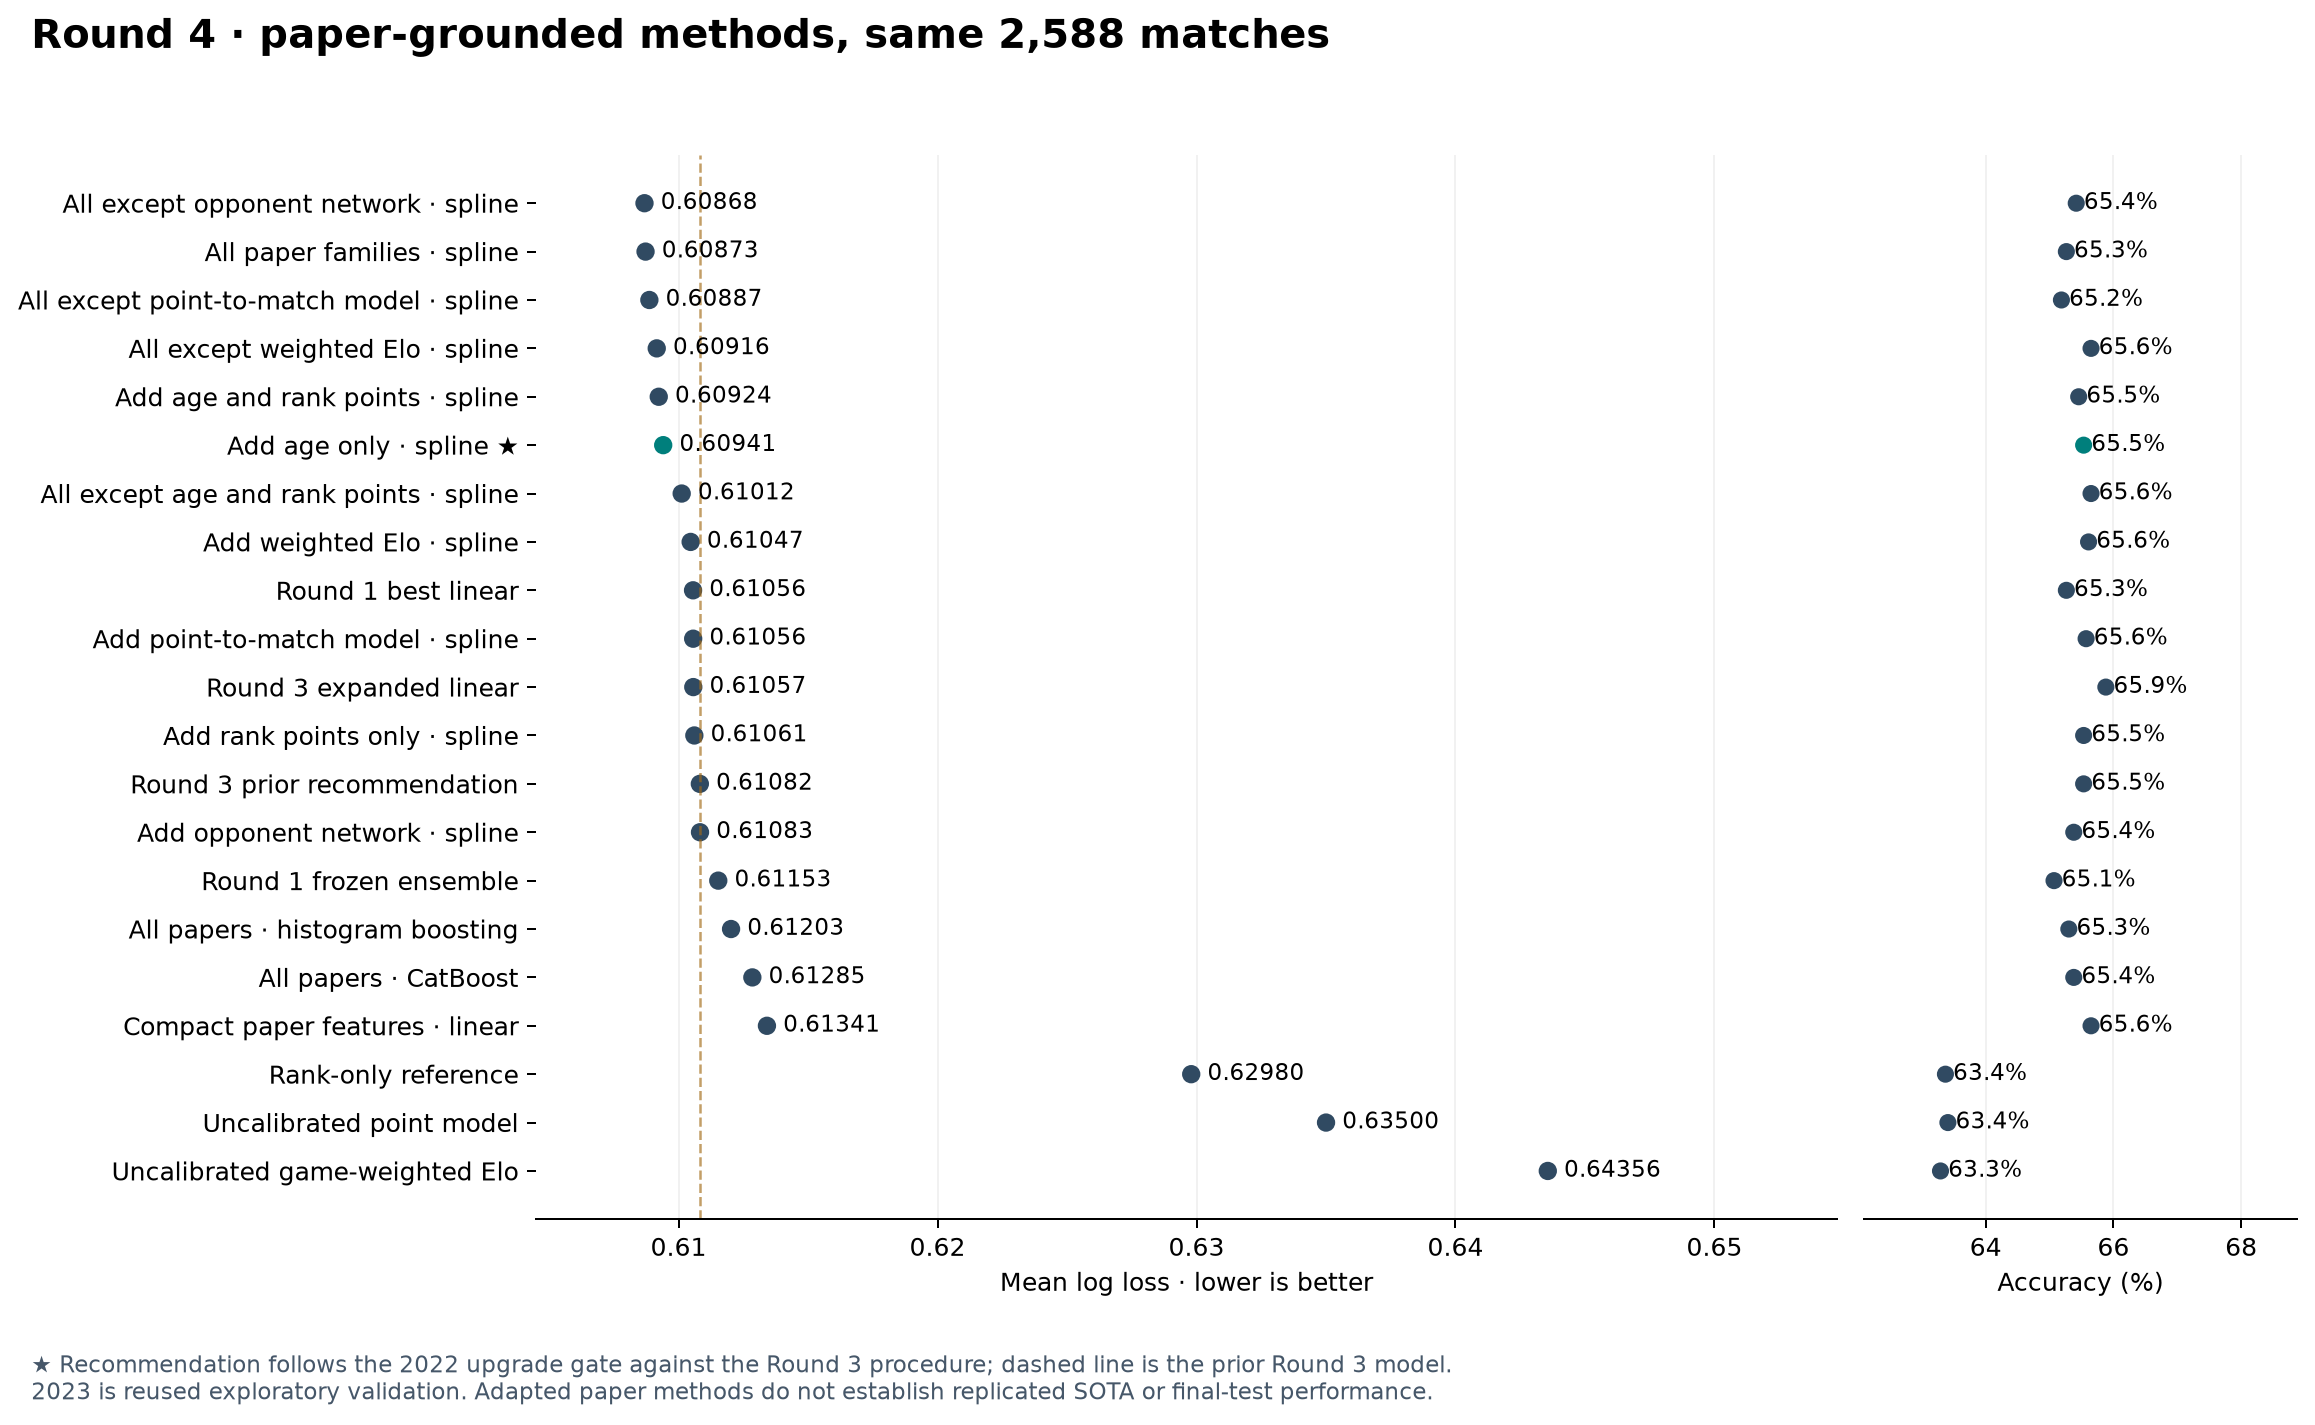 Round 4 · paper-grounded methods, same 2,588 matches
All except opponent network · spline 0.60868 65.4%
All paper families · spline 0.60873 65.3%
All except point-to-match model · spline 0.60887 65.2%
All except weighted Elo · spline 0.60916 65.6%
Add age and rank points · spline 0.60924 65.5%
Add age only · spline ★ 0.60941 65.5%
All except age and rank points · spline 0.61012 65.6%
Add weighted Elo · spline 0.61047 65.6%
Round 1 best linear 0.61056 65.3%
Add point-to-match model · spline 0.61056 65.6%
Round 3 expanded linear 0.61057 65.9%
Add rank points only · spline 0.61061 65.5%
Round 3 prior recommendation 0.61082 65.5%
Add opponent network · spline 0.61083 65.4%
Round 1 frozen ensemble 0.61153 65.1%
All papers · histogram boosting 0.61203 65.3%
All papers · CatBoost 0.61285 65.4%
Compact paper features · linear 0.61341 65.6%
Rank-only reference 0.62980 63.4%
Uncalibrated point model 0.63500 63.4%
Uncalibrated game-weighted Elo 0.64356 63.3%
0.61 0.62 0.63 0.64 0.65 64 66 68
Mean log loss · lower is better Accuracy (%)
★ Recommendation follows the 2022 upgrade gate against the Round 3 procedure; dashed line is the prior Round 3 model.
2023 is reused exploratory validation. Adapted paper methods do not establish replicated SOTA or final-test performance.